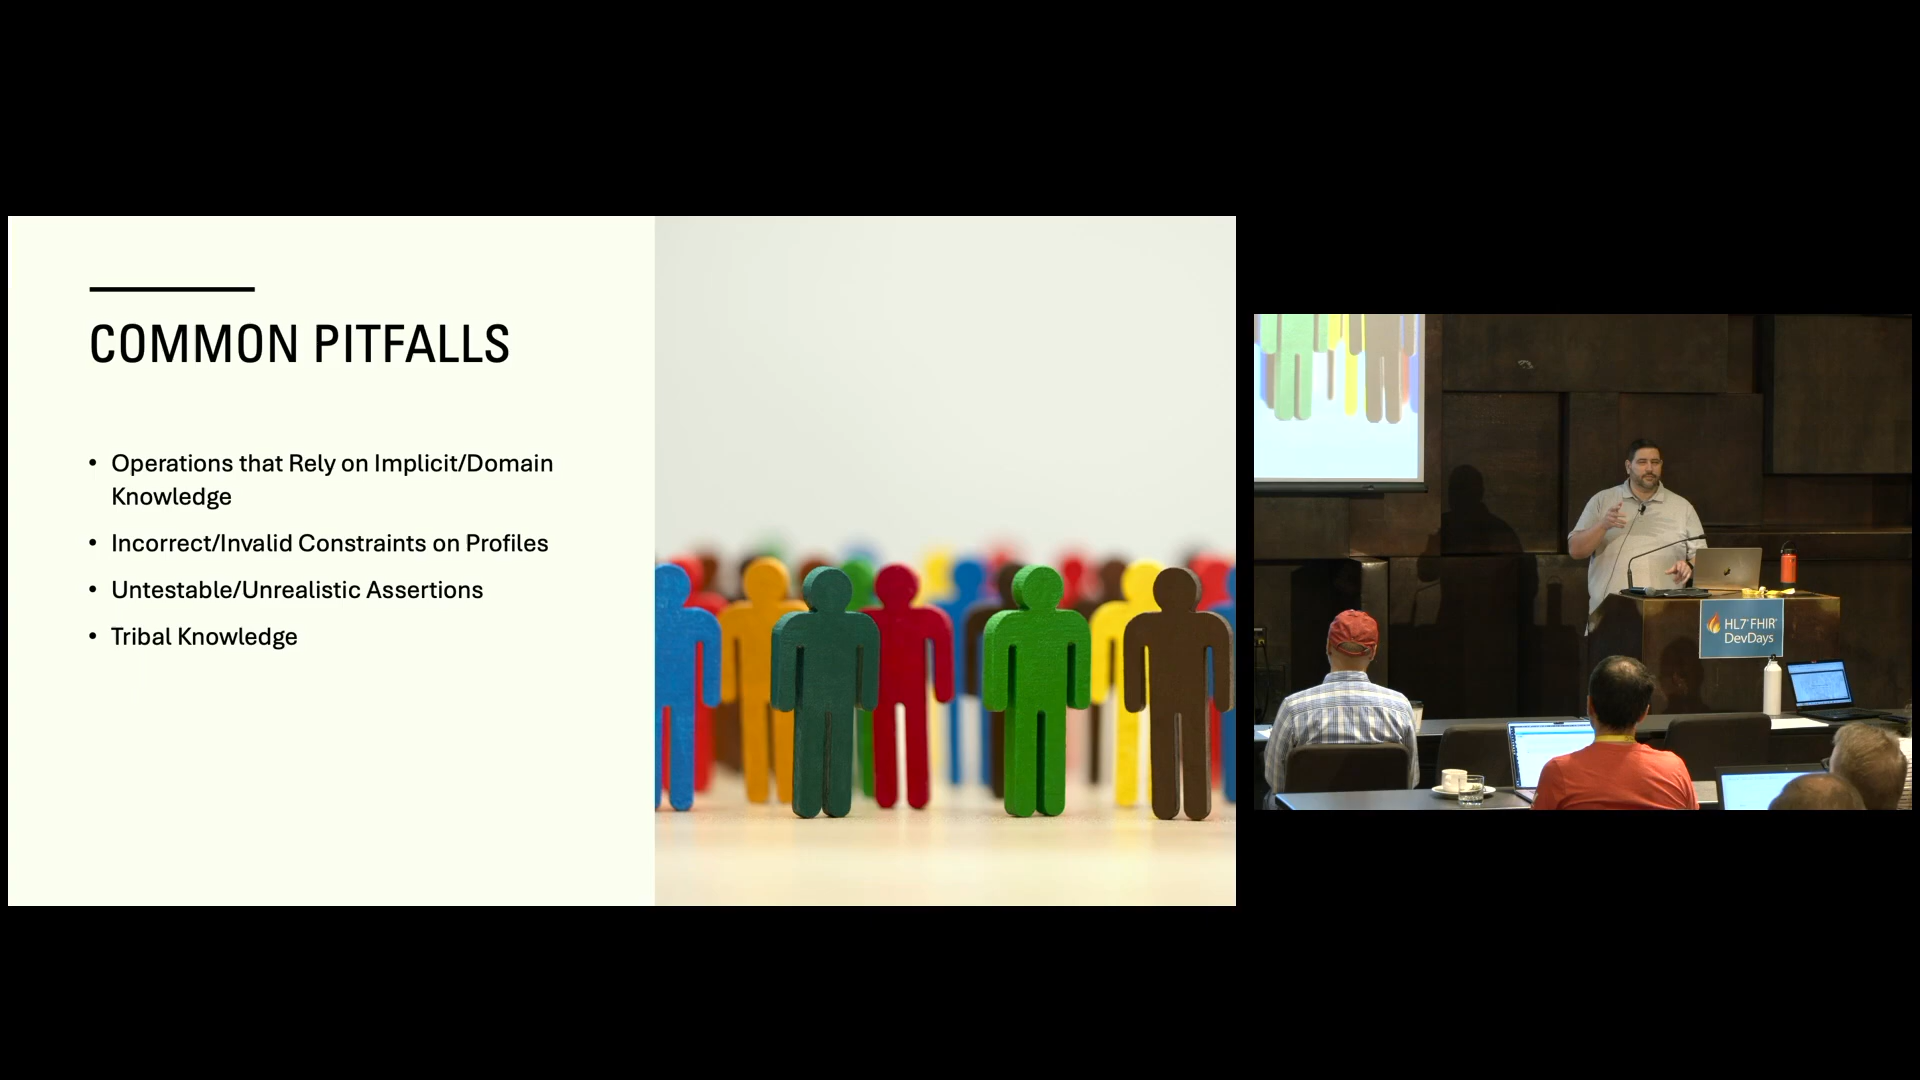 COMMON PITFALLS
• Operations that Rely on Implicit/Domain
Knowledge
• Incorrect/Invalid Constraints on Profiles
• Untestable/Unrealistic Assertions
• Tribal Knowledge
HL7® FHIR®
DevDays